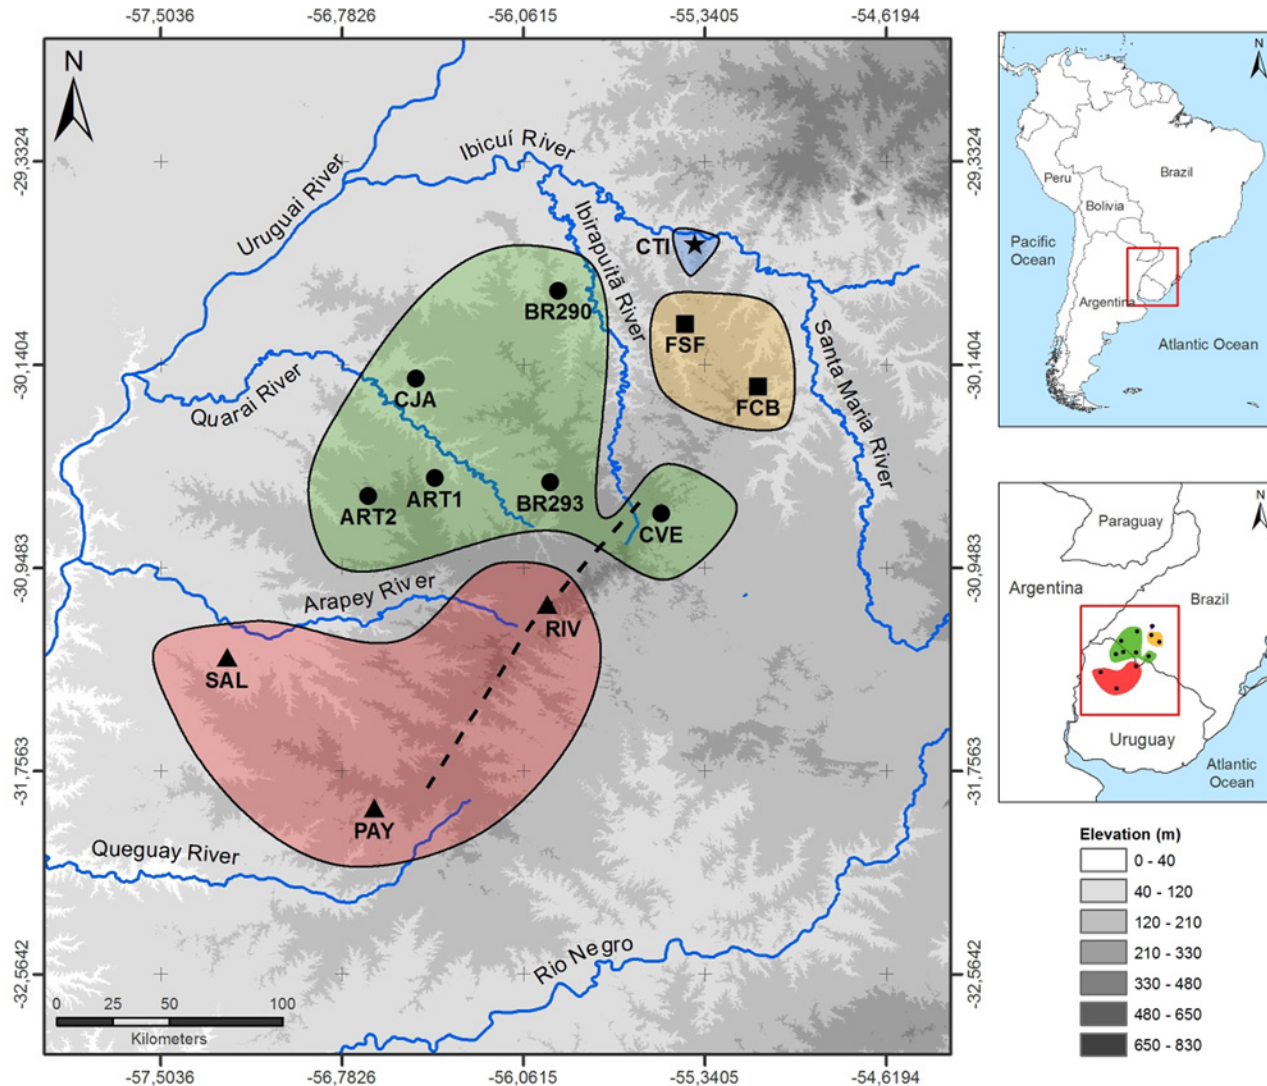 -57,5036
-56,7826
-56,0615
-55,3405
-54,6194
N
-29,3324
-30,1404
-30,9483
-31,7563
-32,5642
Ibicuí River
Uruguai River
Ibirapuitã River
CTI
BR290
FSF
FCB
Santa Maria River
Quarai River
CJA
ART1
ART2
BR293
CVE
Arapey River
RIV
SAL
PAY
Queguay River
Rio Negro
0 25 50 100
Kilometers
-29,3324
-30,1404
-30,9483
-31,7563
-32,5642
-57,5036
-56,7826
-56,0615
-55,3405
-54,6194
N
Peru
Brazil
Bolivia
Pacific
Ocean
Argentina
Atlantic Ocean
N
Paraguay
Argentina
Brazil
Uruguay
Atlantic
Ocean
Elevation (m)
0 - 40
40 - 120
120 - 210
210 - 330
330 - 480
480 - 650
650 - 830